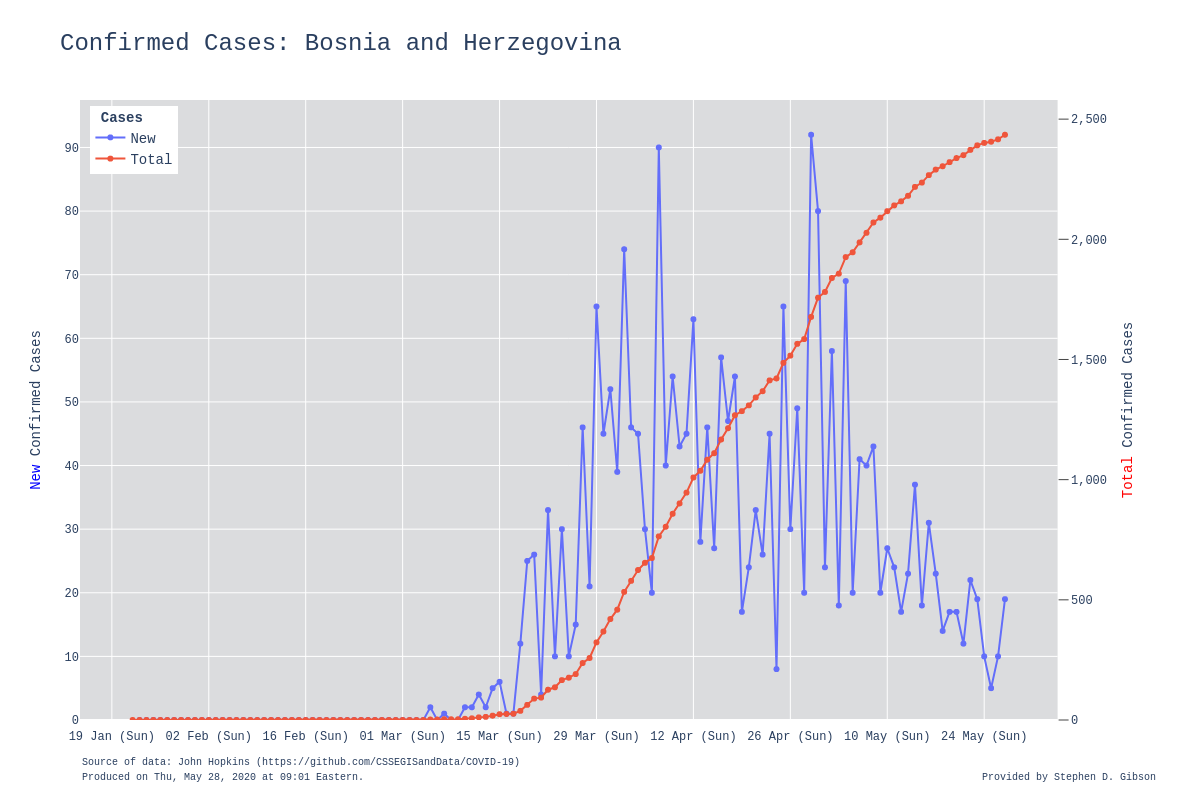 Confirmed Cases: Bosnia and Herzegovina
Cases
New
Total
90
80
70
60
50
40
30
20
10
0
2,500
2,000
1,500
1,000
500
0
New Confirmed Cases
Total Confirmed Cases
19 Jan (Sun) 02 Feb (Sun) 16 Feb (Sun) 01 Mar (Sun) 15 Mar (Sun) 29 Mar (Sun) 12 Apr (Sun) 26 Apr (Sun) 10 May (Sun) 24 May (Sun)
Source of data: John Hopkins (https://github.com/CSSEGISandData/COVID-19)
Produced on Thu, May 28, 2020 at 09:01 Eastern.
Provided by Stephen D. Gibson